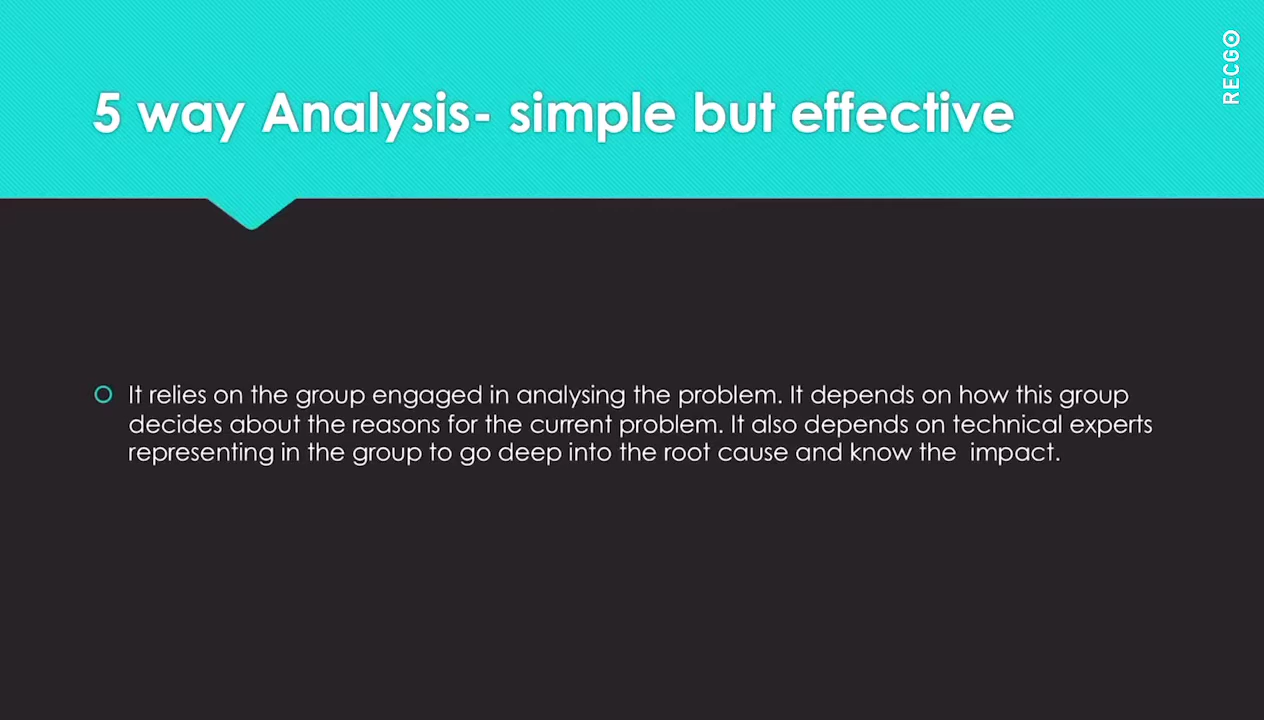 RECGO
5 way Analysis- simple but effective
It relies on the group engaged in analysing the problem. It depends on how this group
decides about the reasons for the current problem. It also depends on technical experts
representing in the group to go deep into the root cause and know the  impact.